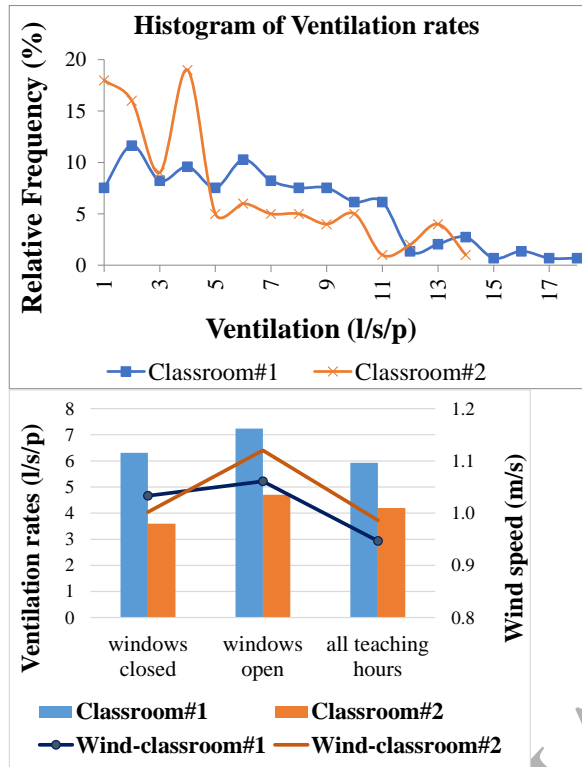 Histogram of Ventilation rates
Relative Frequency (%)
20
15
10
5
0
1
3
5
7
9
11
13
15
17
Ventilation (l/s/p)
Classroom#1
Classroom#2
Ventilation rates (l/s/p)
8
7
6
5
4
3
2
1
0
1.2
1.1
1.0
0.9
0.8
Wind speed (m/s)
windows closed
windows open
all teaching hours
Classroom#1
Classroom#2
Wind-classroom#1
Wind-classroom#2